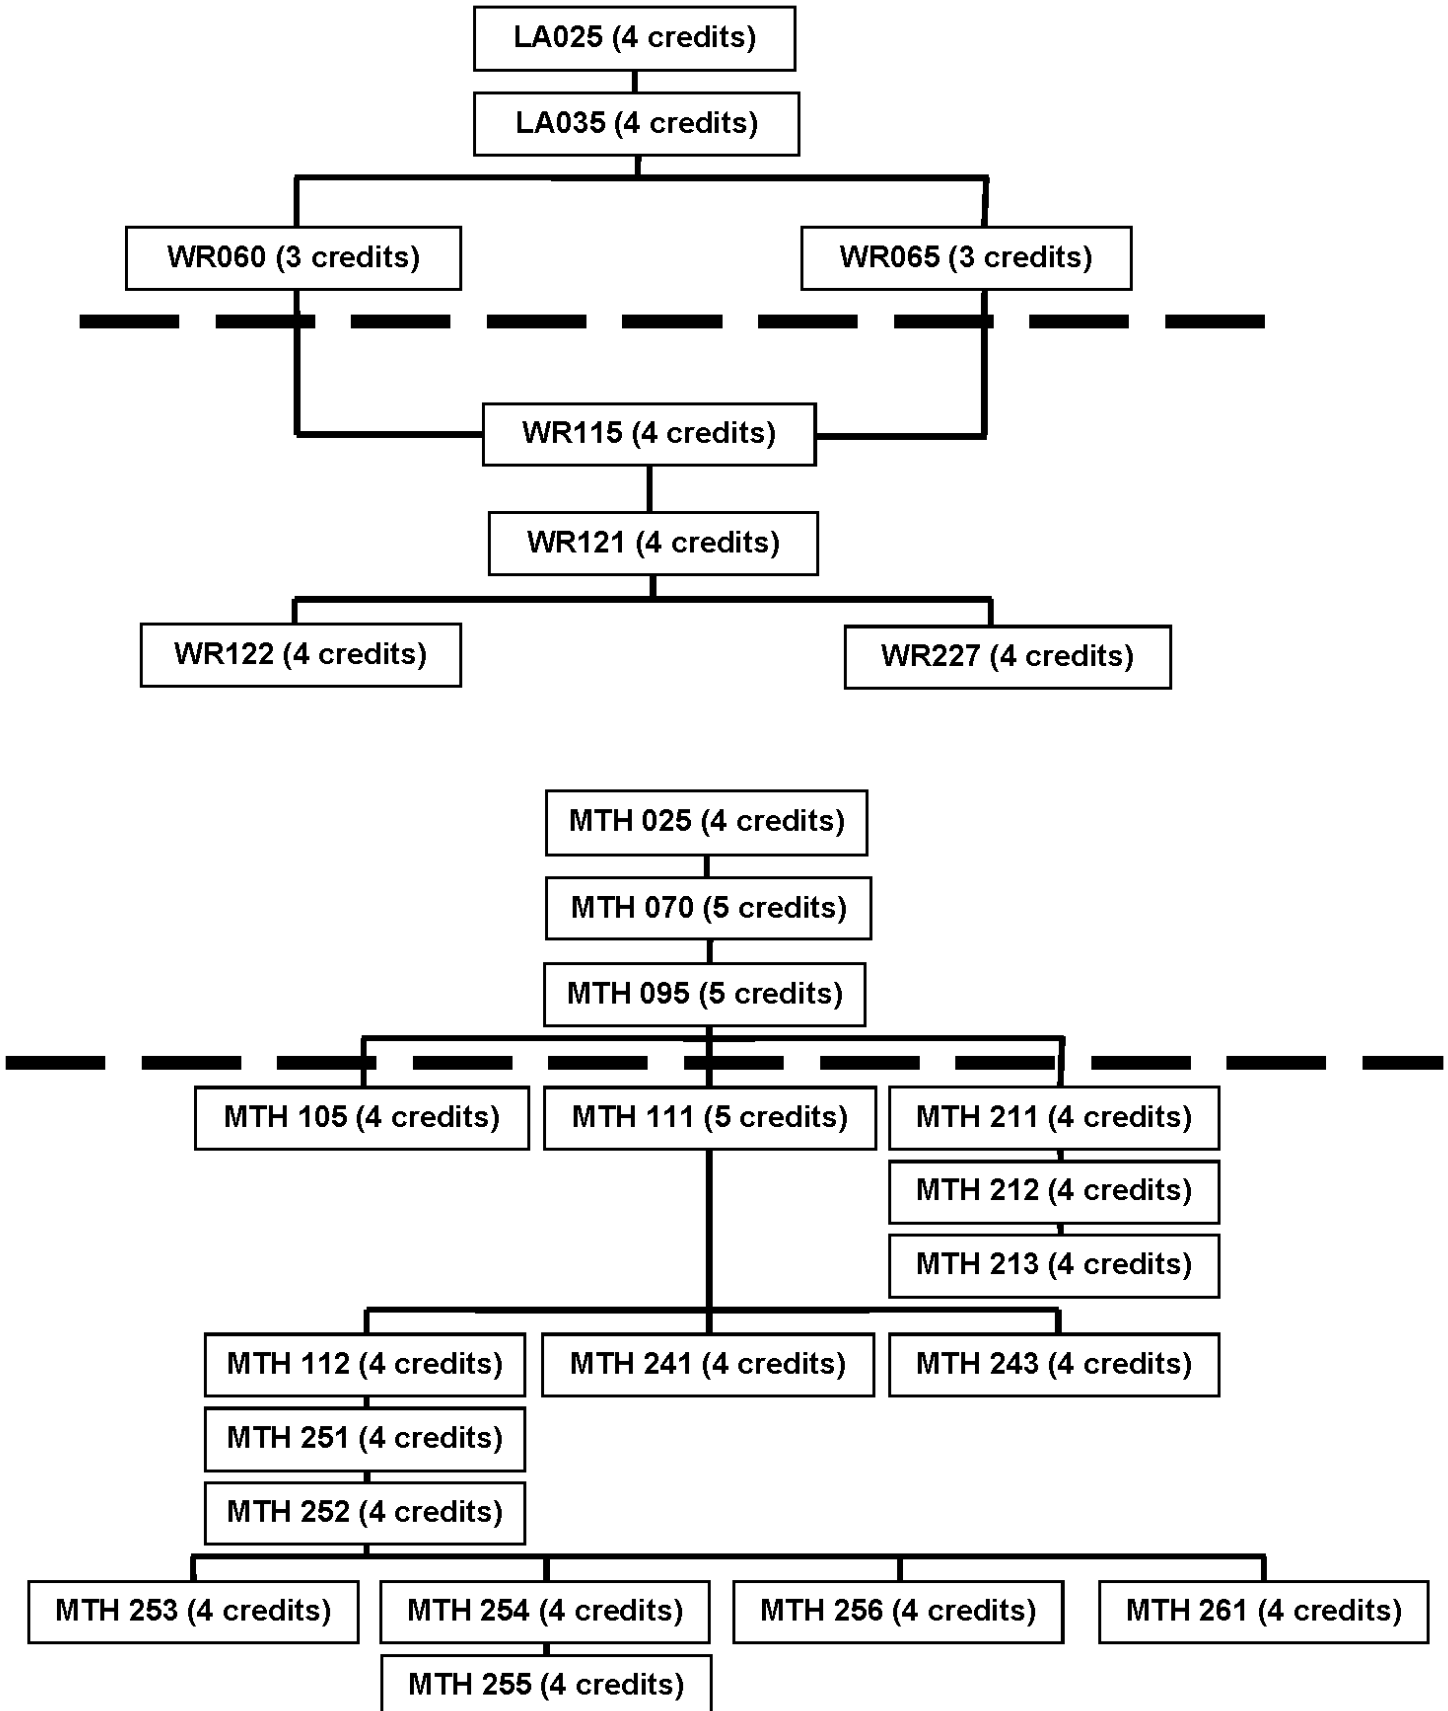 LA025 (4 credits)
LA035 (4 credits)
WR060 (3 credits)
WR065 (3 credits)
WR115 (4 credits)
WR121 (4 credits)
WR122 (4 credits)
WR227 (4 credits)
MTH 025 (4 credits)
MTH 070 (5 credits)
MTH 095 (5 credits)
MTH 105 (4 credits)
MTH 111 (5 credits)
MTH 211 (4 credits)
MTH 212 (4 credits)
MTH 213 (4 credits)
MTH 112 (4 credits)
MTH 241 (4 credits)
MTH 243 (4 credits)
MTH 251 (4 credits)
MTH 252 (4 credits)
MTH 253 (4 credits)
MTH 254 (4 credits)
MTH 256 (4 credits)
MTH 261 (4 credits)
MTH 255 (4 credits)